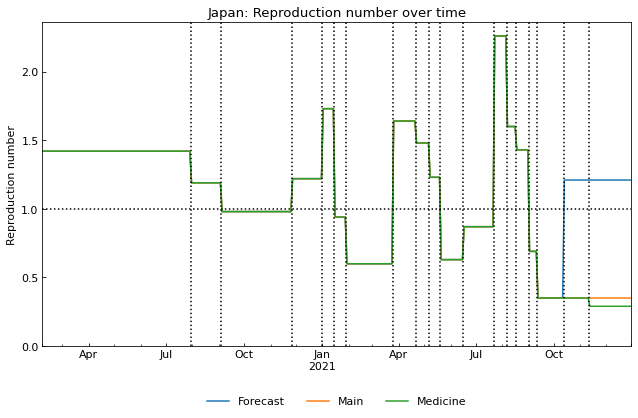 Japan: Reproduction number over time
Reproduction number
2.0
1.5
1.0
0.5
0.0
Apr Jul Oct Jan Apr Jul Oct
2021
Forecast Main Medicine